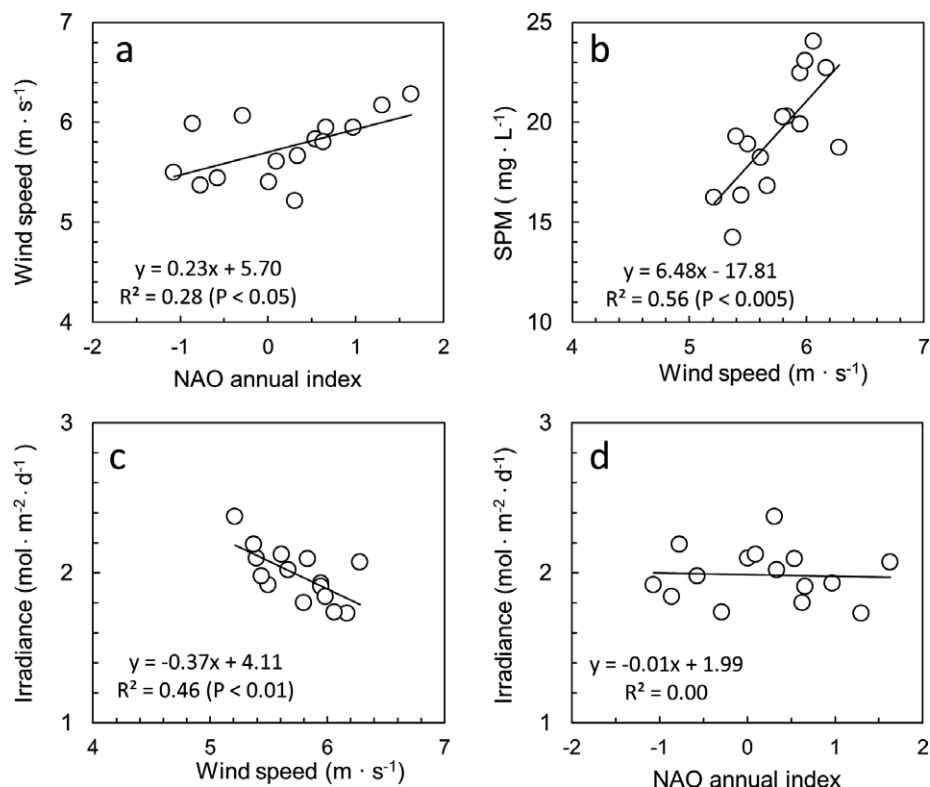 a
7
6
5
4
Wind speed (m · s⁻¹)
y = 0.23x + 5.70
R² = 0.28 (P < 0.05)
-2 -1 0 1 2
NAO annual index
b
25
20
15
10
SPM ( mg · L⁻¹)
y = 6.48x - 17.81
R² = 0.56 (P < 0.005)
4 5 6 7
Wind speed (m · s⁻¹)
c
3
2
1
Irradiance (mol · m⁻² · d⁻¹)
y = -0.37x + 4.11
R² = 0.46 (P < 0.01)
4 5 6 7
Wind speed (m · s⁻¹)
d
3
2
1
Irradiance (mol · m⁻² · d⁻¹)
y = -0.01x + 1.99
R² = 0.00
-2 -1 0 1 2
NAO annual index